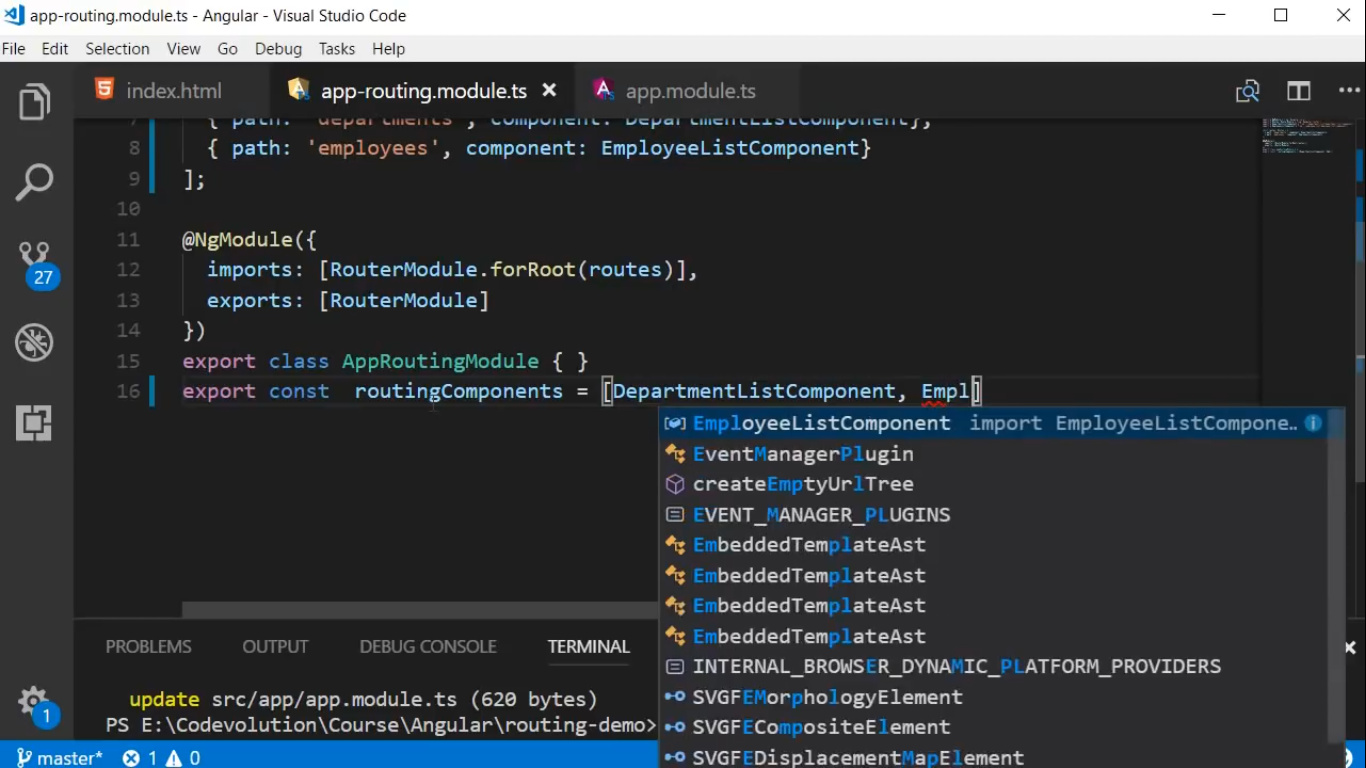 app-routing.module.ts - Angular - Visual Studio Code
File Edit Selection View Go Debug Tasks Help
index.html app-routing.module.ts app.module.ts
7 { path: 'departments', component: DepartmentListComponent},
8 { path: 'employees', component: EmployeeListComponent}
9 ];
10
11 @NgModule({
12 imports: [RouterModule.forRoot(routes)],
13 exports: [RouterModule]
14 })
15 export class AppRoutingModule { }
16 export const routingComponents = [DepartmentListComponent, Empl]
EmployeeListComponent import EmployeeListCompone…
EventManagerPlugin
createEmptyUrlTree
EVENT_MANAGER_PLUGINS
EmbeddedTemplateAst
EmbeddedTemplateAst
EmbeddedTemplateAst
EmbeddedTemplateAst
INTERNAL_BROWSER_DYNAMIC_PLATFORM_PROVIDERS
SVGFEMorphologyElement
SVGFECompositeElement
SVGFEDisplacementMapElement
27
PROBLEMS OUTPUT DEBUG CONSOLE TERMINAL
update src/app/app.module.ts (620 bytes)
PS E:\Codevolution\Course\Angular\routing-demo>
1
master* 1 0